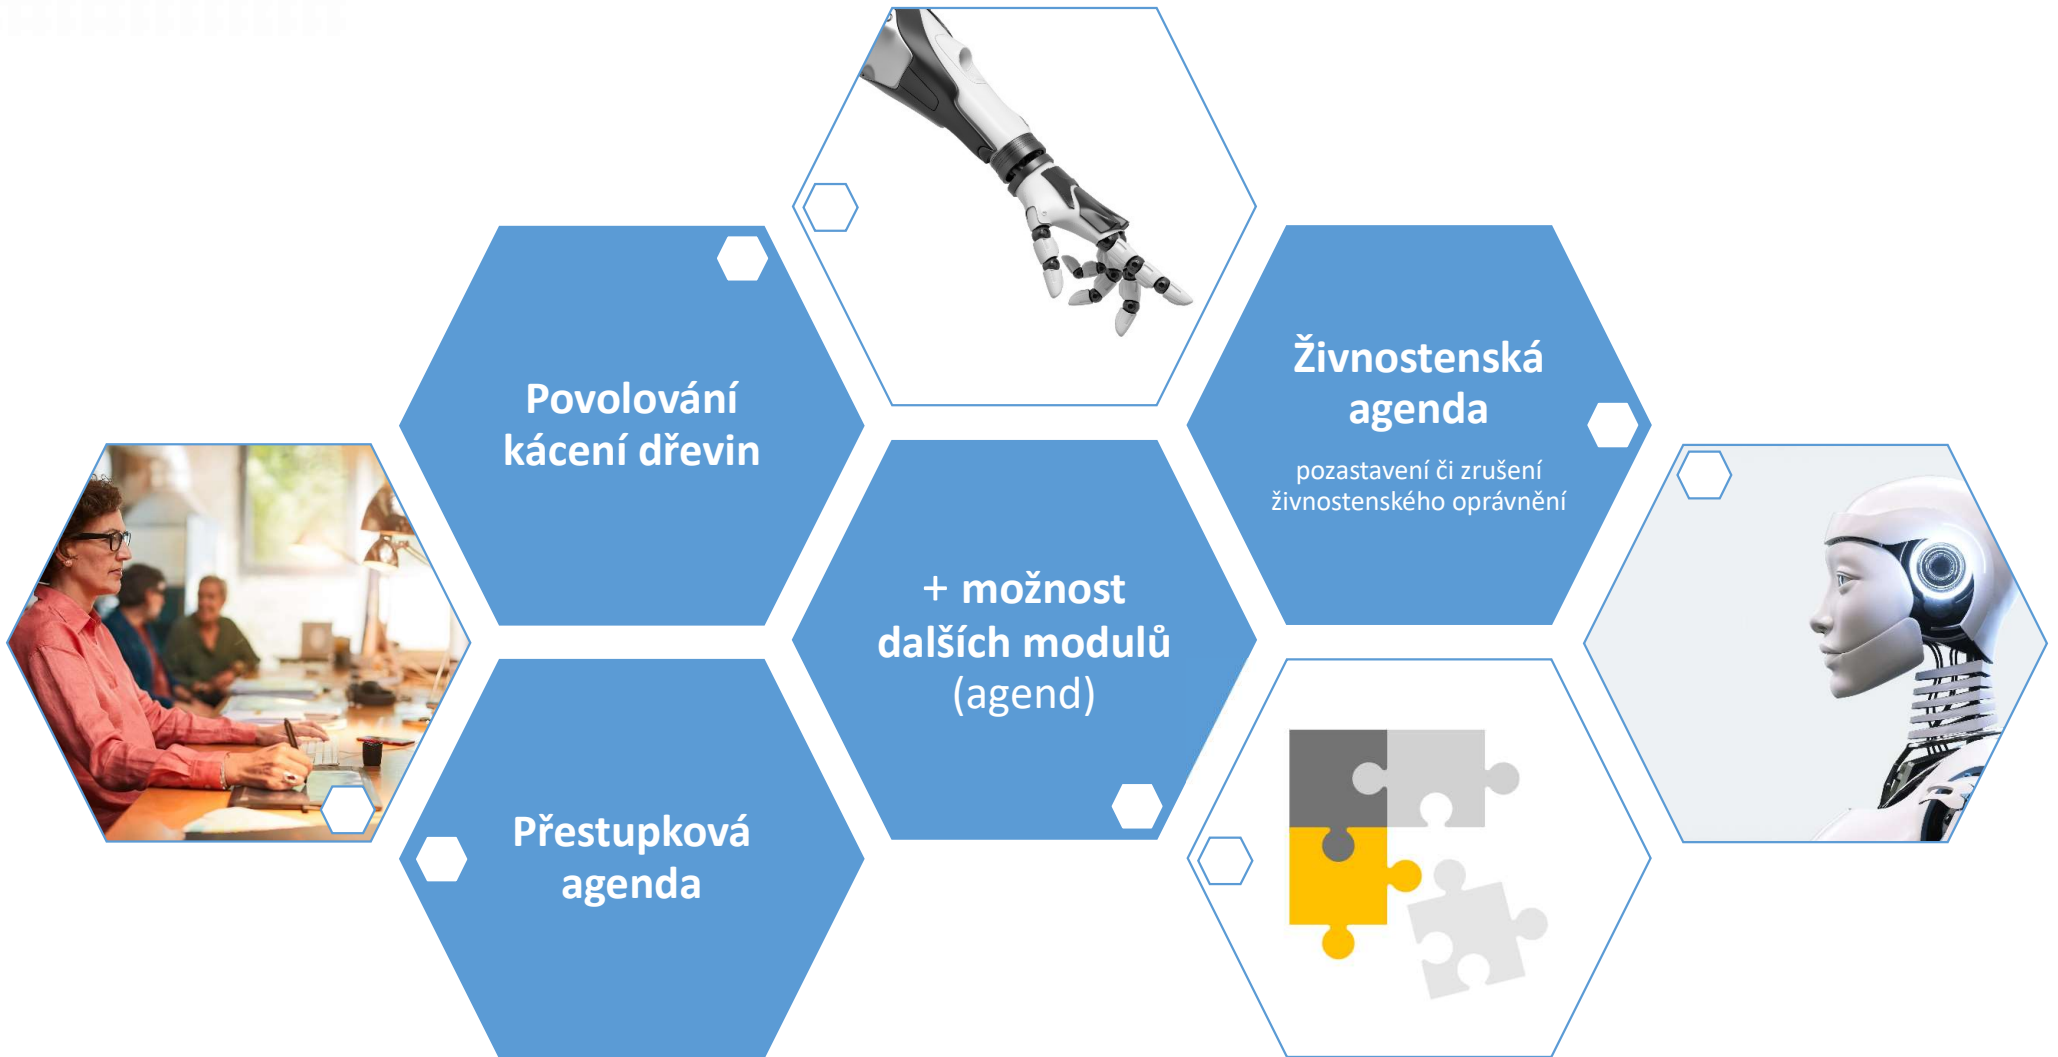 Povolování
kácení dřevin
Přestupková
agenda
+ možnost
dalších modulů
(agend)
Živnostenská
agenda
pozastavení či zrušení
živnostenského oprávnění